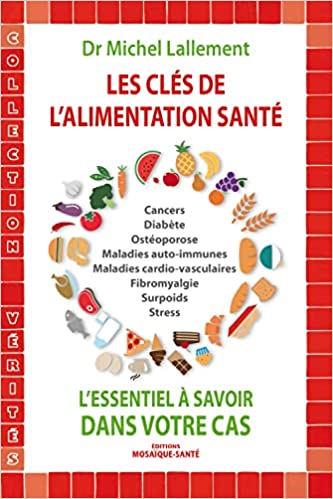 COLLECTION VÉRITÉS
Dr Michel Lallement
LES CLÉS DE
L'ALIMENTATION SANTÉ
Cancers
Diabète
Ostéoporose
Maladies auto-immunes
Maladies cardio-vasculaires
Fibromyalgie
Surpoids
Stress
L'ESSENTIEL À SAVOIR
DANS VOTRE CAS
ÉDITIONS
MOSAÏQUE-SANTÉ